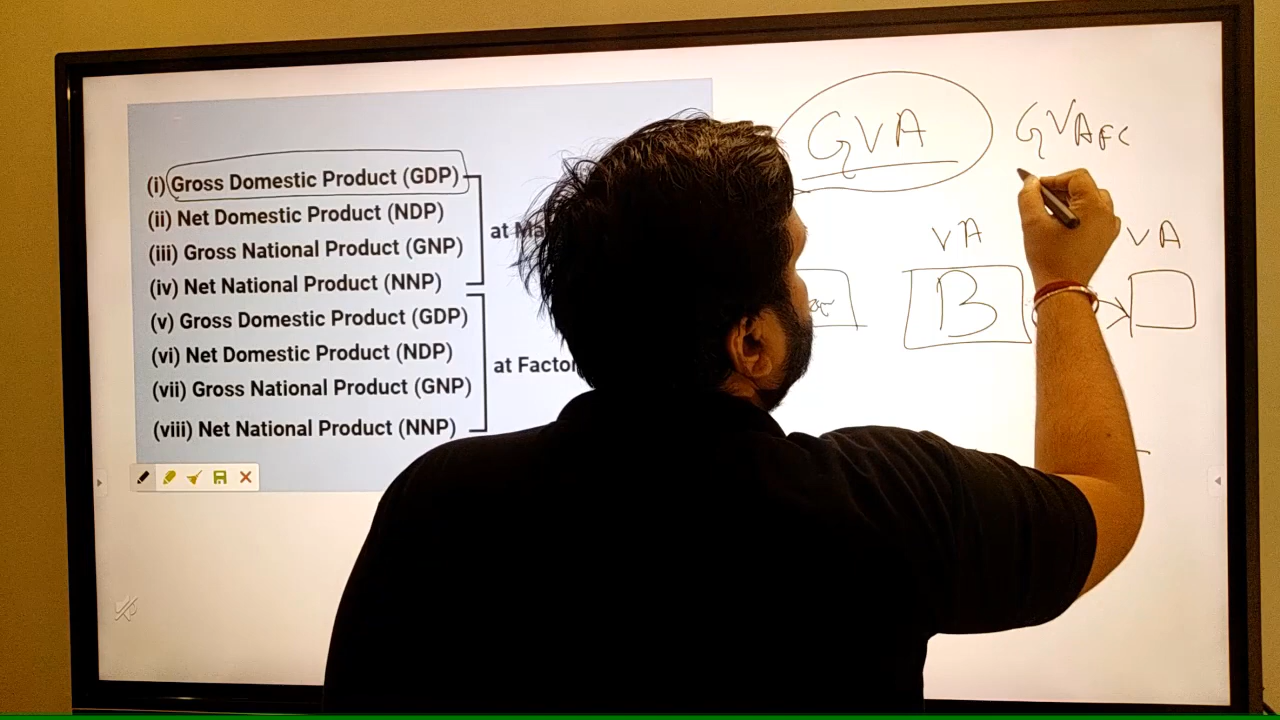 (i) Gross Domestic Product (GDP)
(ii) Net Domestic Product (NDP)
(iii) Gross National Product (GNP)
at
(iv) Net National Product (NNP)
(v) Gross Domestic Product (GDP)
(vi) Net Domestic Product (NDP)
at
(vii) Gross National Product (GNP)
(viii) Net National Product (NNP)
GVA
GVAFC
VA
VA
B